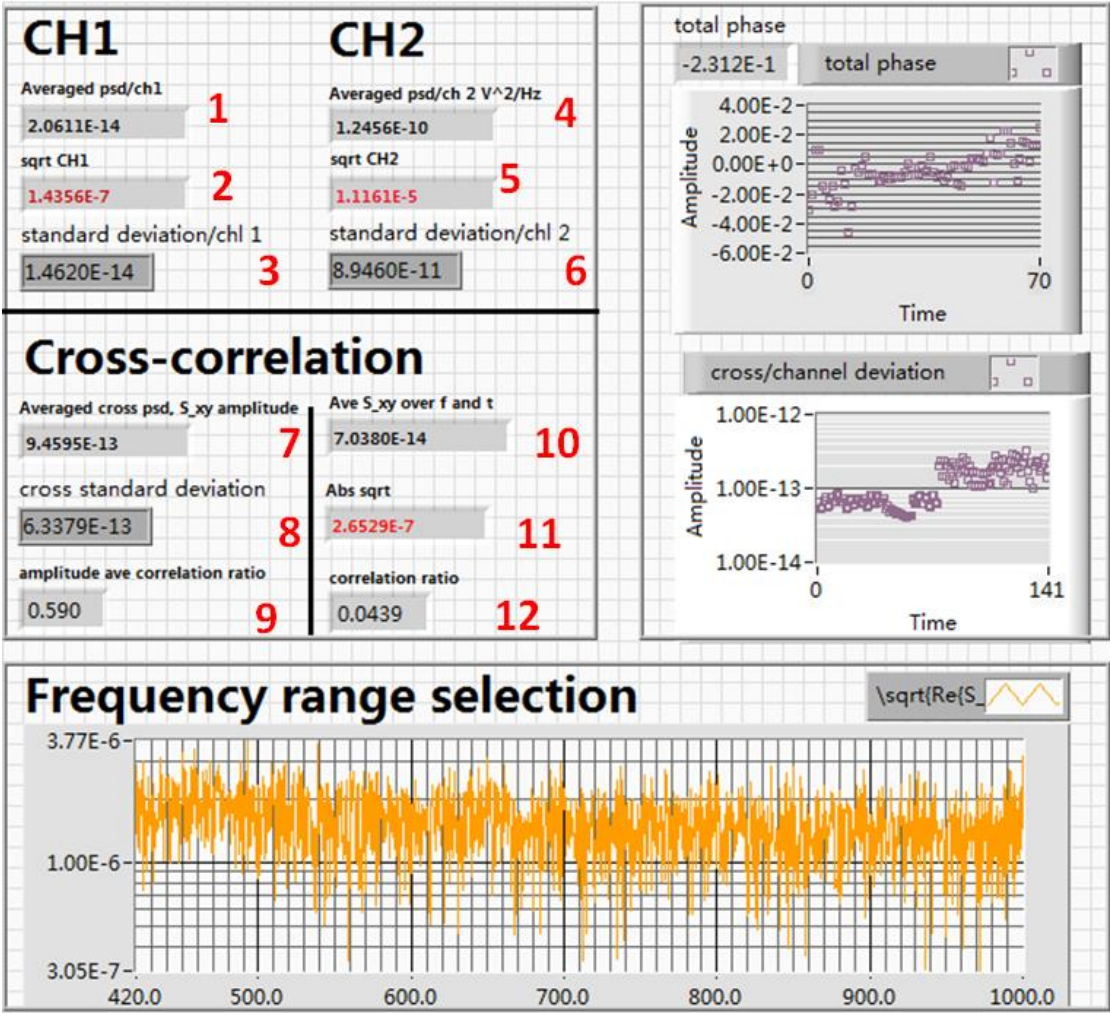 CH1
Averaged psd/ch1
2.0611E-14
1
sqrt CH1
1.4356E-7
2
standard deviation/chl 1
1.4620E-14
3
CH2
Averaged psd/ch 2 V^2/Hz
1.2456E-10
4
sqrt CH2
1.1161E-5
5
standard deviation/chl 2
8.9460E-11
6
Cross-correlation
Averaged cross psd, S_xy amplitude
9.4595E-13
7
cross standard deviation
6.3379E-13
8
amplitude ave correlation ratio
0.590
9
Ave S_xy over f and t
7.0380E-14
10
Abs sqrt
2.6529E-7
11
correlation ratio
0.0439
12
total phase
-2.312E-1
total phase
Amplitude
4.00E-2
2.00E-2
0.00E+0
-2.00E-2
-4.00E-2
-6.00E-2
0 70
Time
cross/channel deviation
Amplitude
1.00E-12
1.00E-13
1.00E-14
0 141
Time
Frequency range selection
\sqrt{Re{S_
3.77E-6
1.00E-6
3.05E-7
420.0 500.0 600.0 700.0 800.0 900.0 1000.0